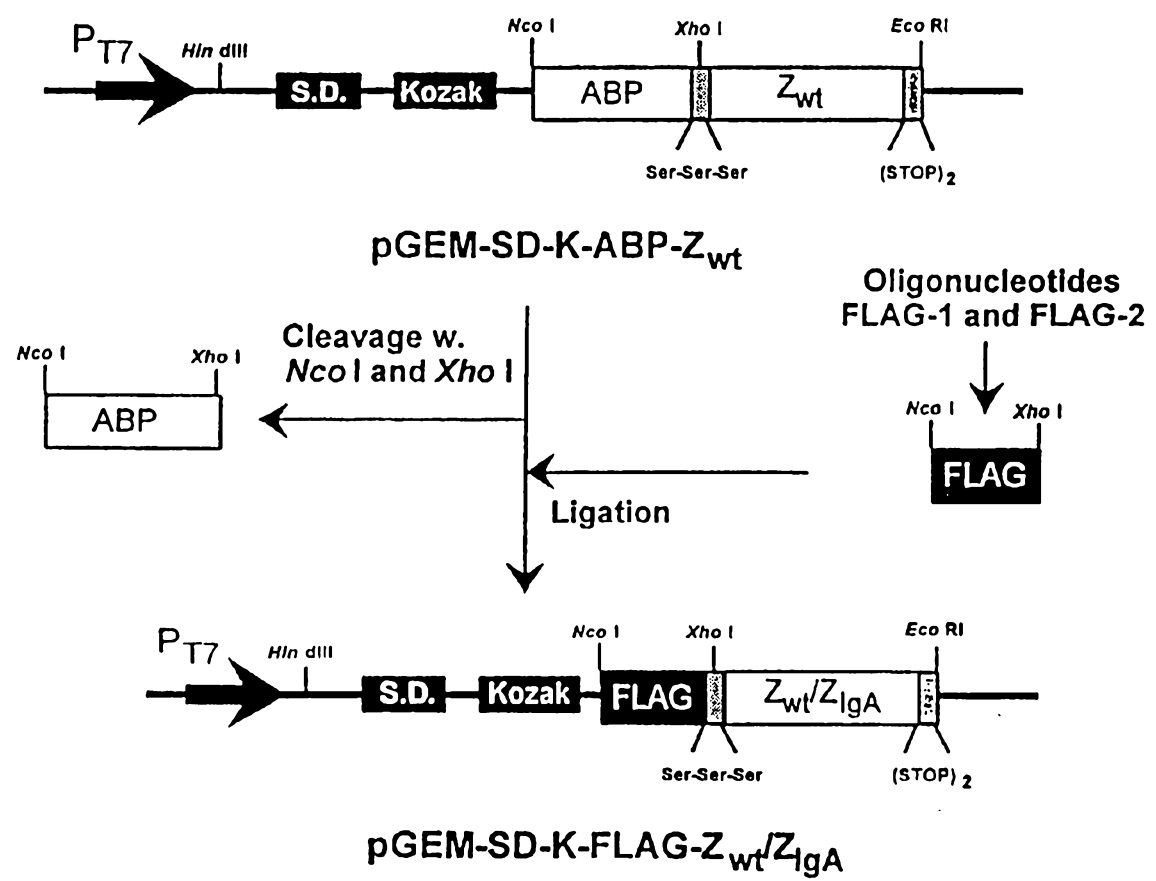 Nco I Xho I Eco RI
PT7 Hin dIII
S.D. Kozak ABP Zwt
Ser-Ser-Ser (STOP)2
pGEM-SD-K-ABP-Zwt
Oligonucleotides
FLAG-1 and FLAG-2
Cleavage w.
Nco I and Xho I
Nco I Xho I
ABP
Nco I Xho I
FLAG
Ligation
Nco I Xho I Eco RI
PT7 Hin dIII
S.D. Kozak FLAG Zwt/ZIgA
Ser-Ser-Ser (STOP)2
pGEM-SD-K-FLAG-Zwt/ZIgA